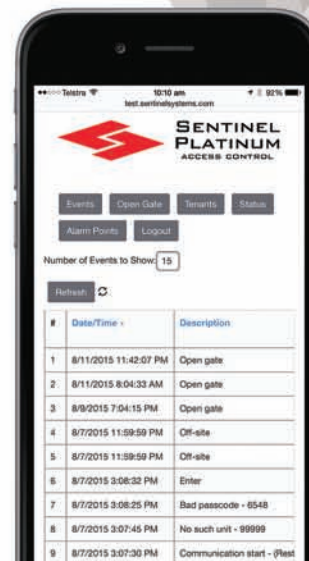 Telstra 10:10 am 92%
test.sentinelsystems.com
SENTINEL
PLATINUM
ACCESS CONTROL
Events Open Gate Tenants Status
Alarm Points Logout
Number of Events to Show: 15
Refresh
# Date/Time Description
1 8/11/2015 11:42:07 PM Open gate
2 8/11/2015 8:04:33 AM Open gate
3 8/9/2015 7:04:15 PM Open gate
4 8/7/2015 11:59:59 PM Off-site
5 8/7/2015 11:59:59 PM Off-site
6 8/7/2015 3:08:32 PM Enter
7 8/7/2015 3:08:25 PM Bad passcode - 6548
8 8/7/2015 3:07:45 PM No such unit - 99999
9 8/7/2015 3:07:30 PM Communication start - (Rest